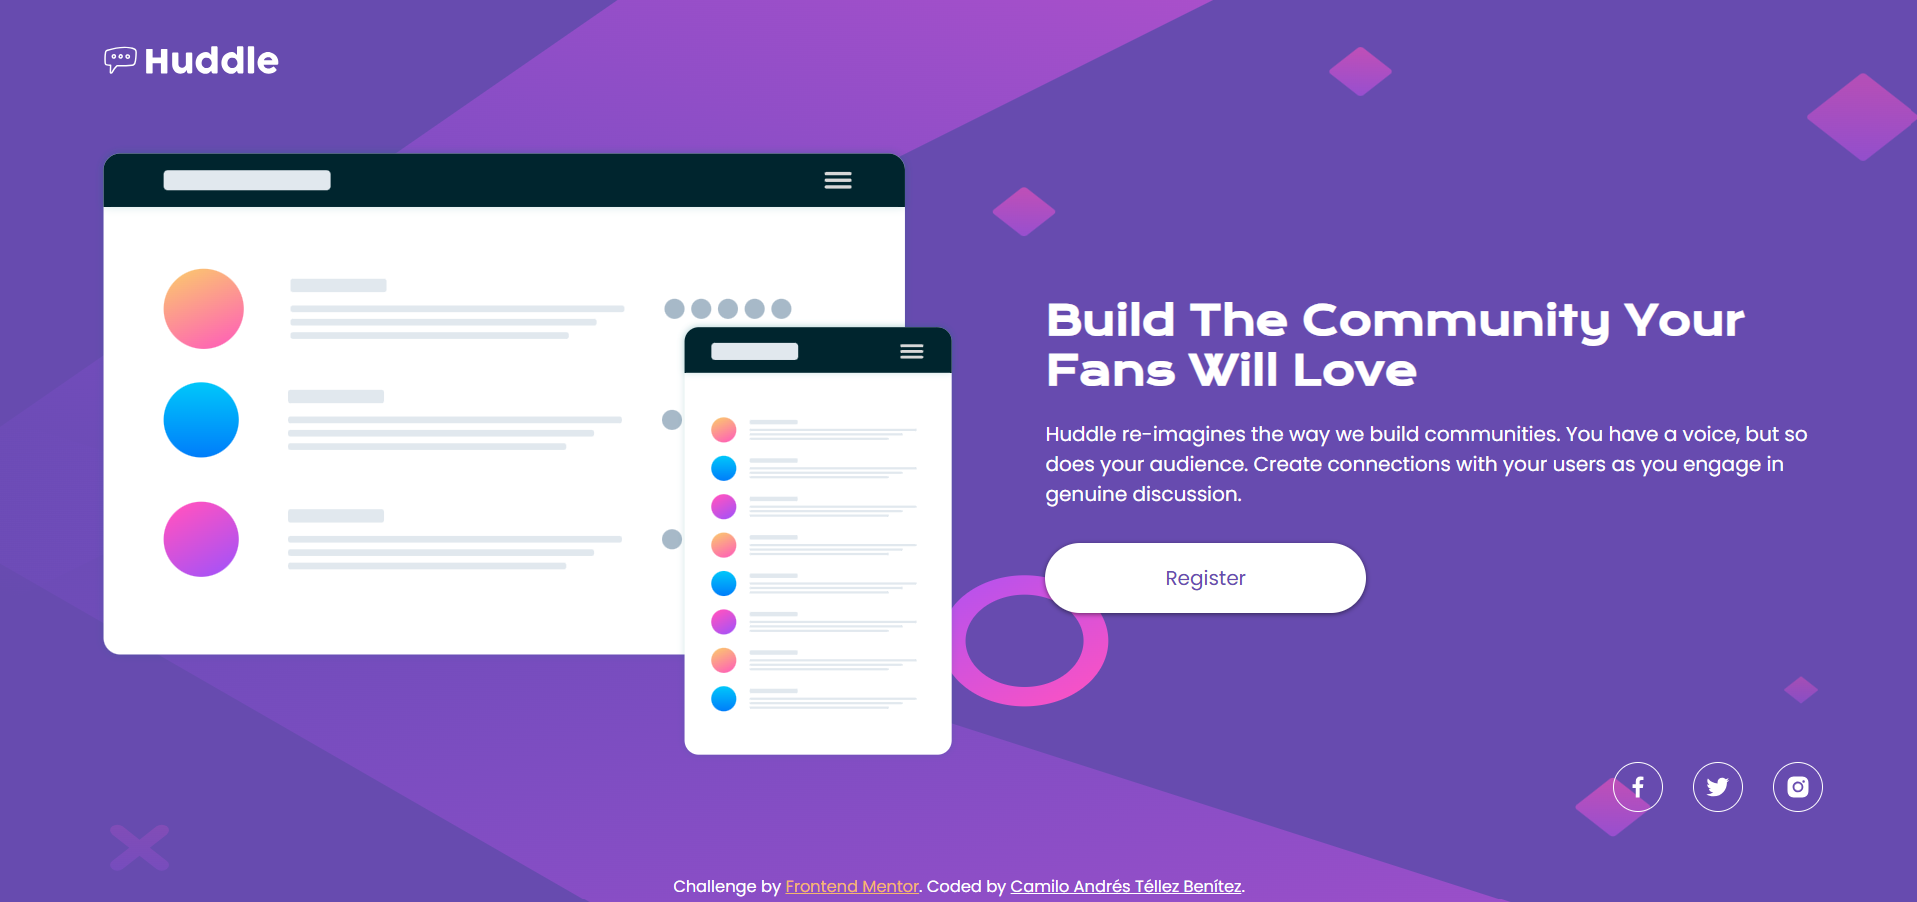 Huddle
Build The Community Your
Fans Will Love
Huddle re-imagines the way we build communities. You have a voice, but so
does your audience. Create connections with your users as you engage in
genuine discussion.
Register
Challenge by Frontend Mentor. Coded by Camilo Andrés Téllez Benítez.